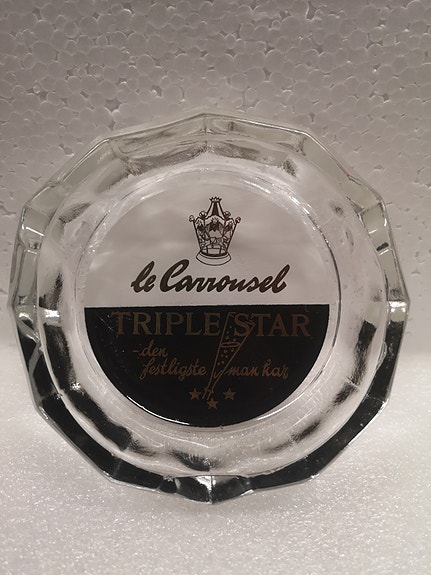 le Carrousel
TRIPLE STAR
-den
festligste man har